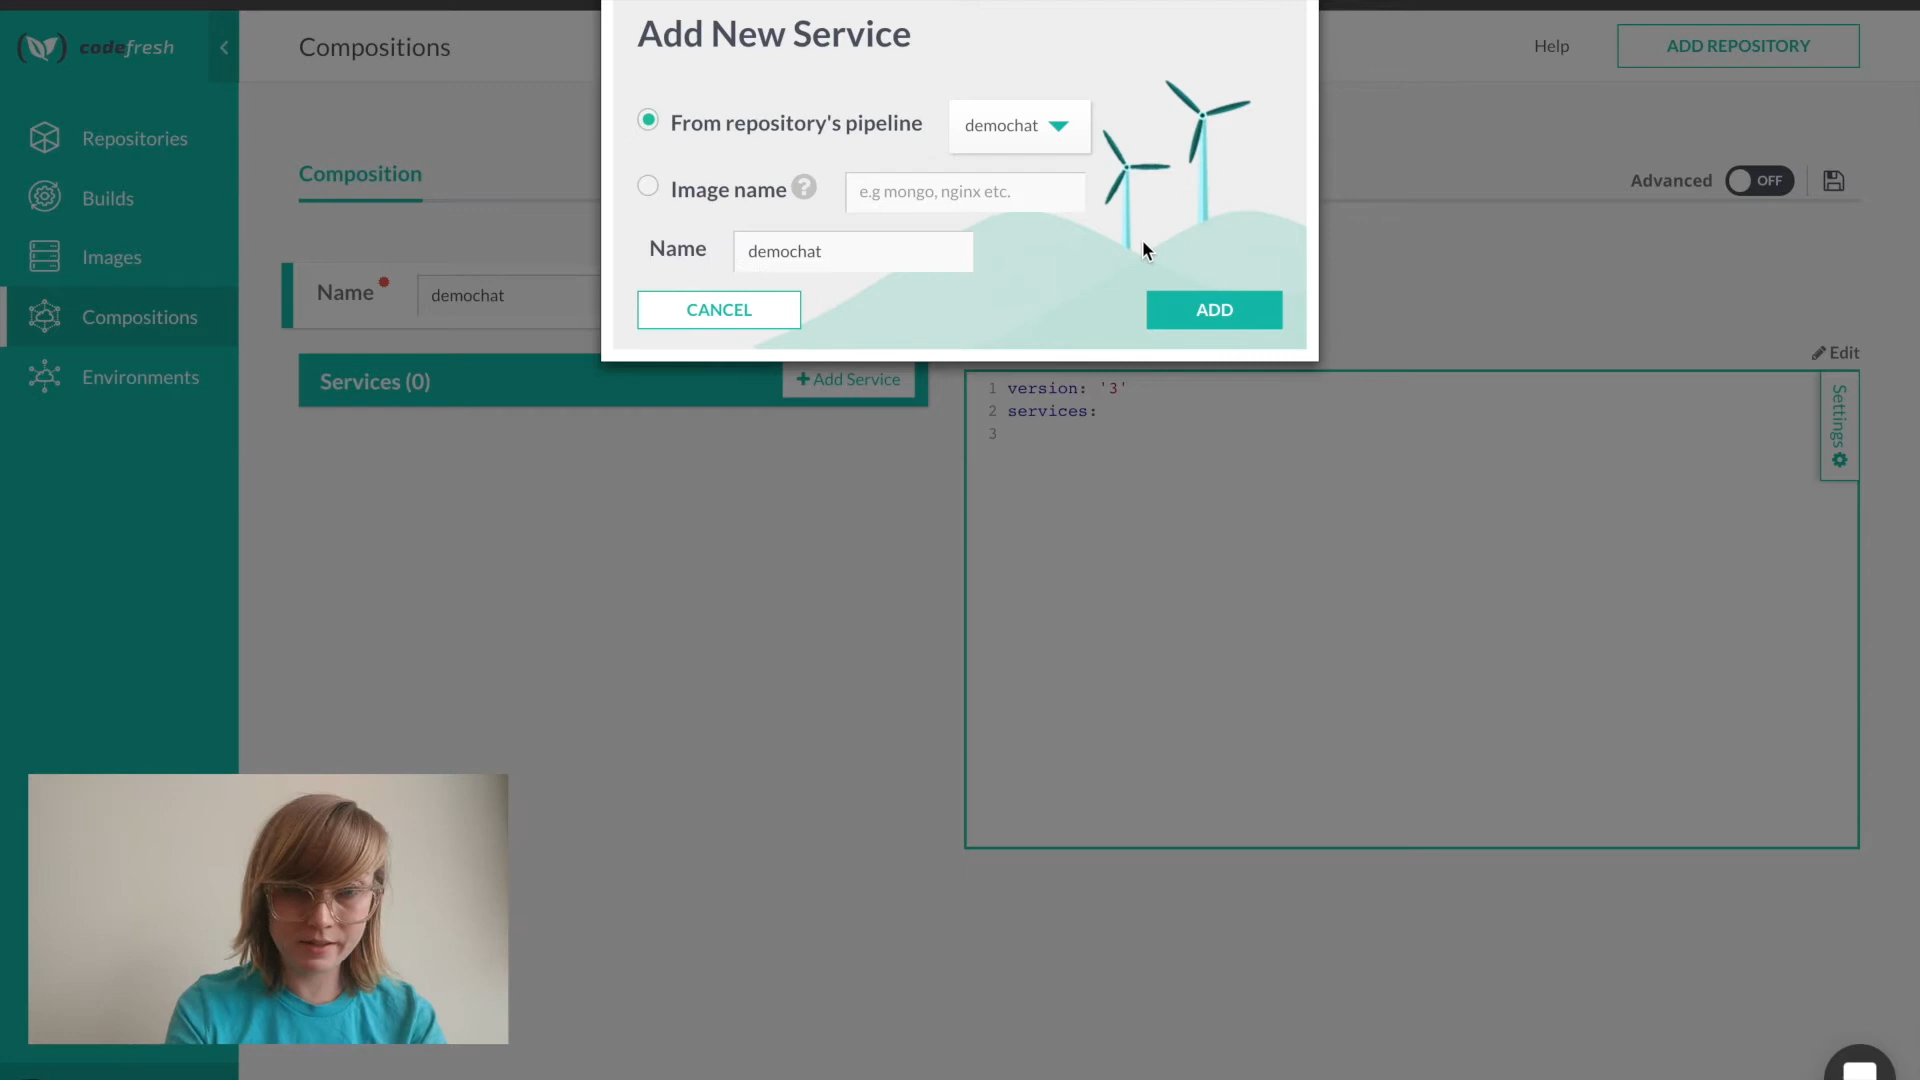 codefresh
Compositions
Help
ADD REPOSITORY
Repositories
Builds
Images
Compositions
Environments
Composition
Advanced
OFF
Name
demochat
Services (0)
+ Add Service
Add New Service
From repository's pipeline
demochat
Image name ?
e.g mongo, nginx etc.
Name
demochat
CANCEL
ADD
Edit
1 version: '3'
2 services:
3
Settings